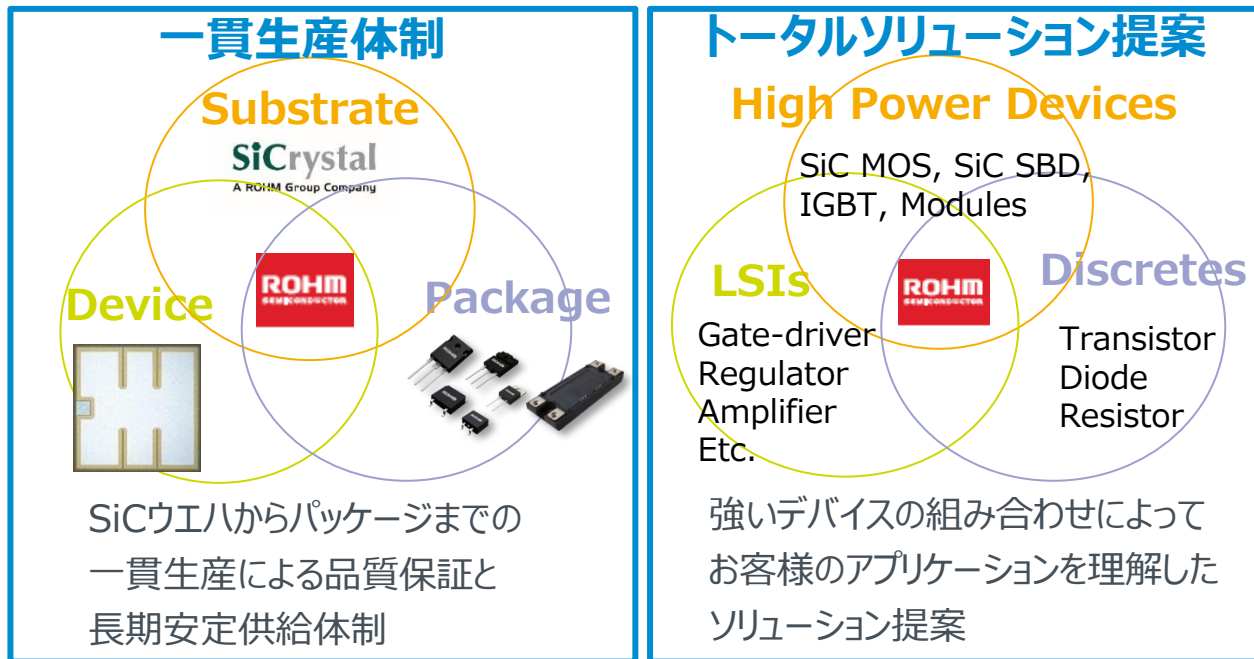 一貫生産体制
Substrate
SiCrystal
A ROHM Group Company
ROHM
SEMICONDUCTOR
Device
Package
ROHM
ROHM
ROHM
SiCウエハからパッケージまでの
一貫生産による品質保証と
長期安定供給体制
トータルソリューション提案
High Power Devices
SiC MOS, SiC SBD,
IGBT, Modules
ROHM
SEMICONDUCTOR
LSIs
Gate-driver
Regulator
Amplifier
Etc.
Discretes
Transistor
Diode
Resistor
強いデバイスの組み合わせによって
お客様のアプリケーションを理解した
ソリューション提案